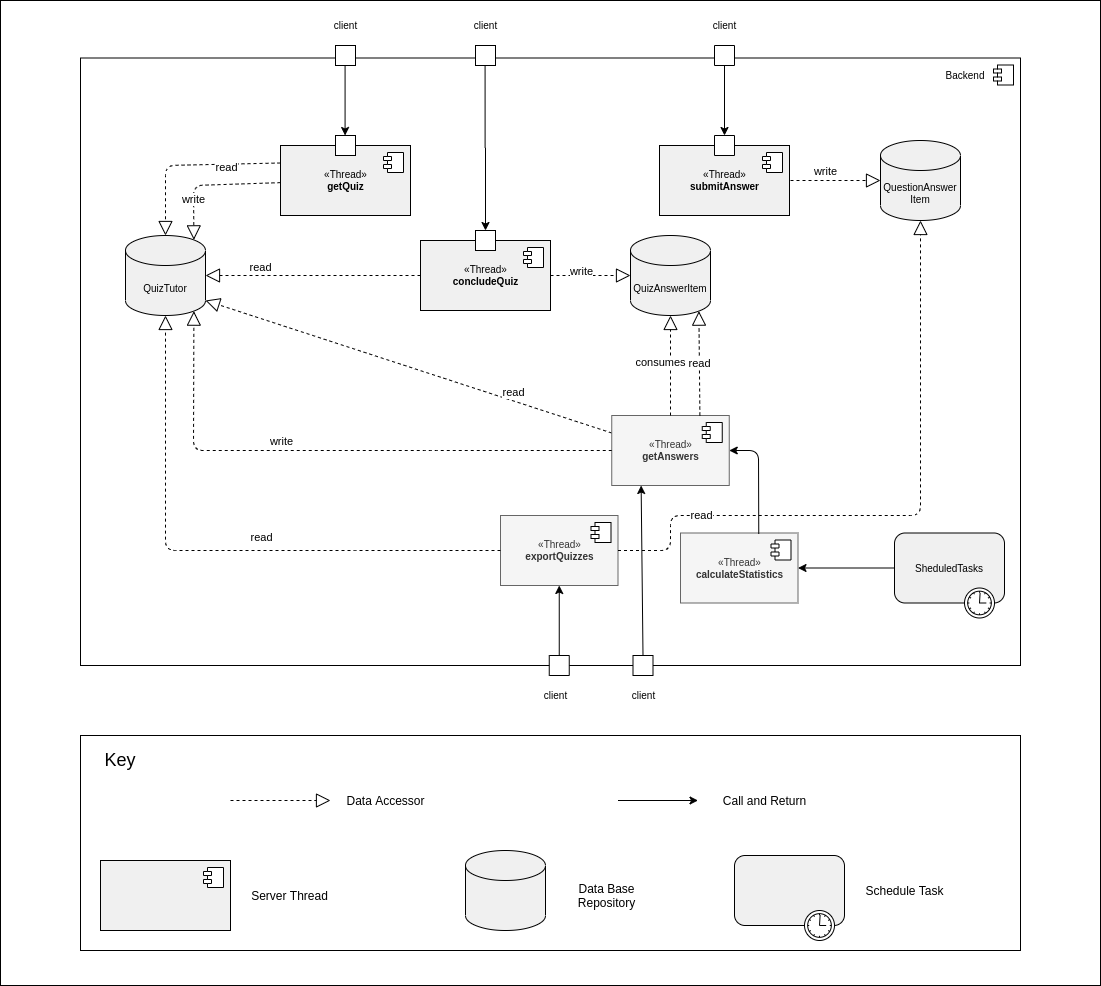 client
client
client
Backend
read
«Thread»
getQuiz
write
«Thread»
submitAnswer
write
QuestionAnswer
Item
read
«Thread»
concludeQuiz
write
QuizTutor
QuizAnswerItem
consumes
read
read
write
«Thread»
getAnswers
read
read
«Thread»
exportQuizzes
«Thread»
calculateStatistics
SheduledTasks
client
client
Key
Data Accessor
Call and Return
Server Thread
Data Base
Repository
Schedule Task